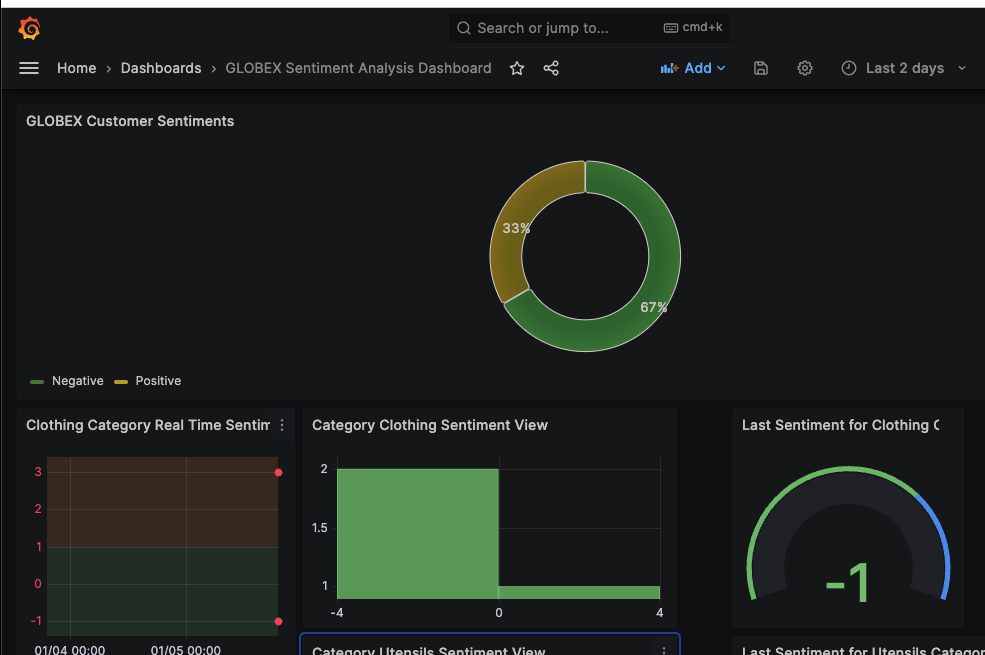 Search or jump to... cmd+k
Home › Dashboards › GLOBEX Sentiment Analysis Dashboard Add Last 2 days
GLOBEX Customer Sentiments
33%
67%
Negative Positive
Clothing Category Real Time Sentim
3
2
1
0
-1
01/04 00:00 01/05 00:00
Category Clothing Sentiment View
2
1.5
1
-4 0 4
Last Sentiment for Clothing C
-1
Category Utensils Sentiment View
Last Sentiment for Utensils Categor